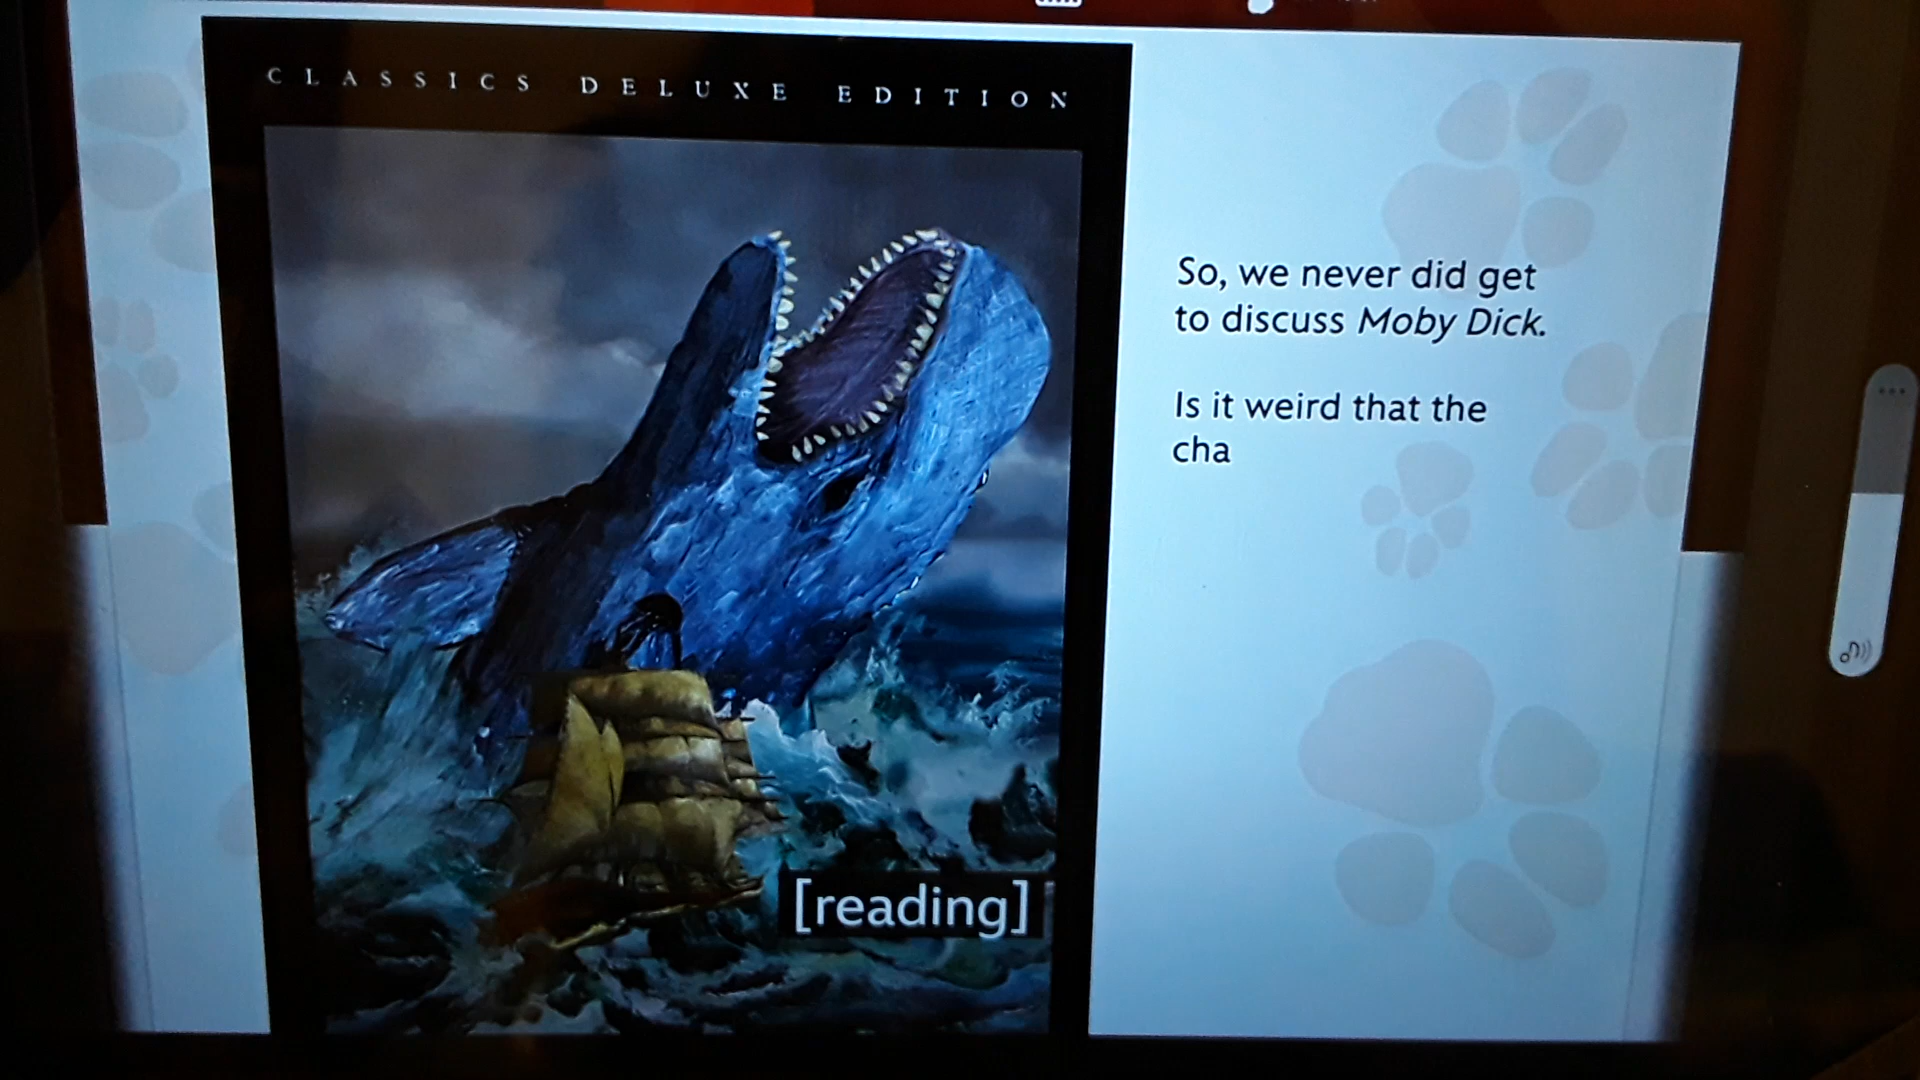 CLASSICS DELUXE EDITION
So, we never did get
to discuss Moby Dick.
Is it weird that the
cha
[reading]